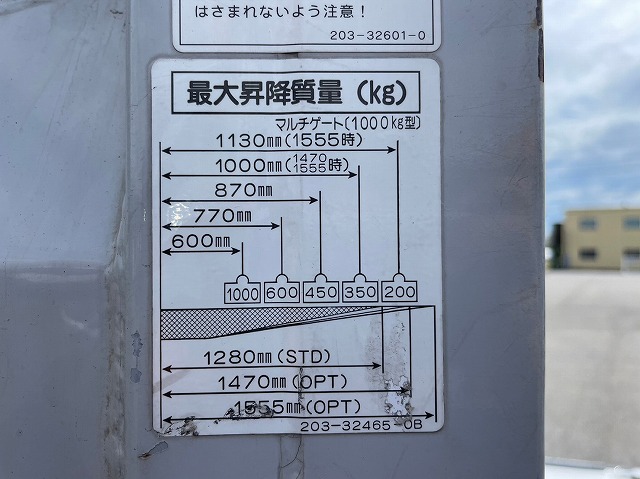 はさまれないよう注意！
203-32601-0
最大昇降質量（kg）
マルチゲート(1000kg型)
1130mm(1555時)
1000mm(1470 1555時)
870mm
770mm
600mm
1000 600 450 350 200
1280mm(STD)
1470mm(OPT)
1555mm(OPT)
203-32465-0B